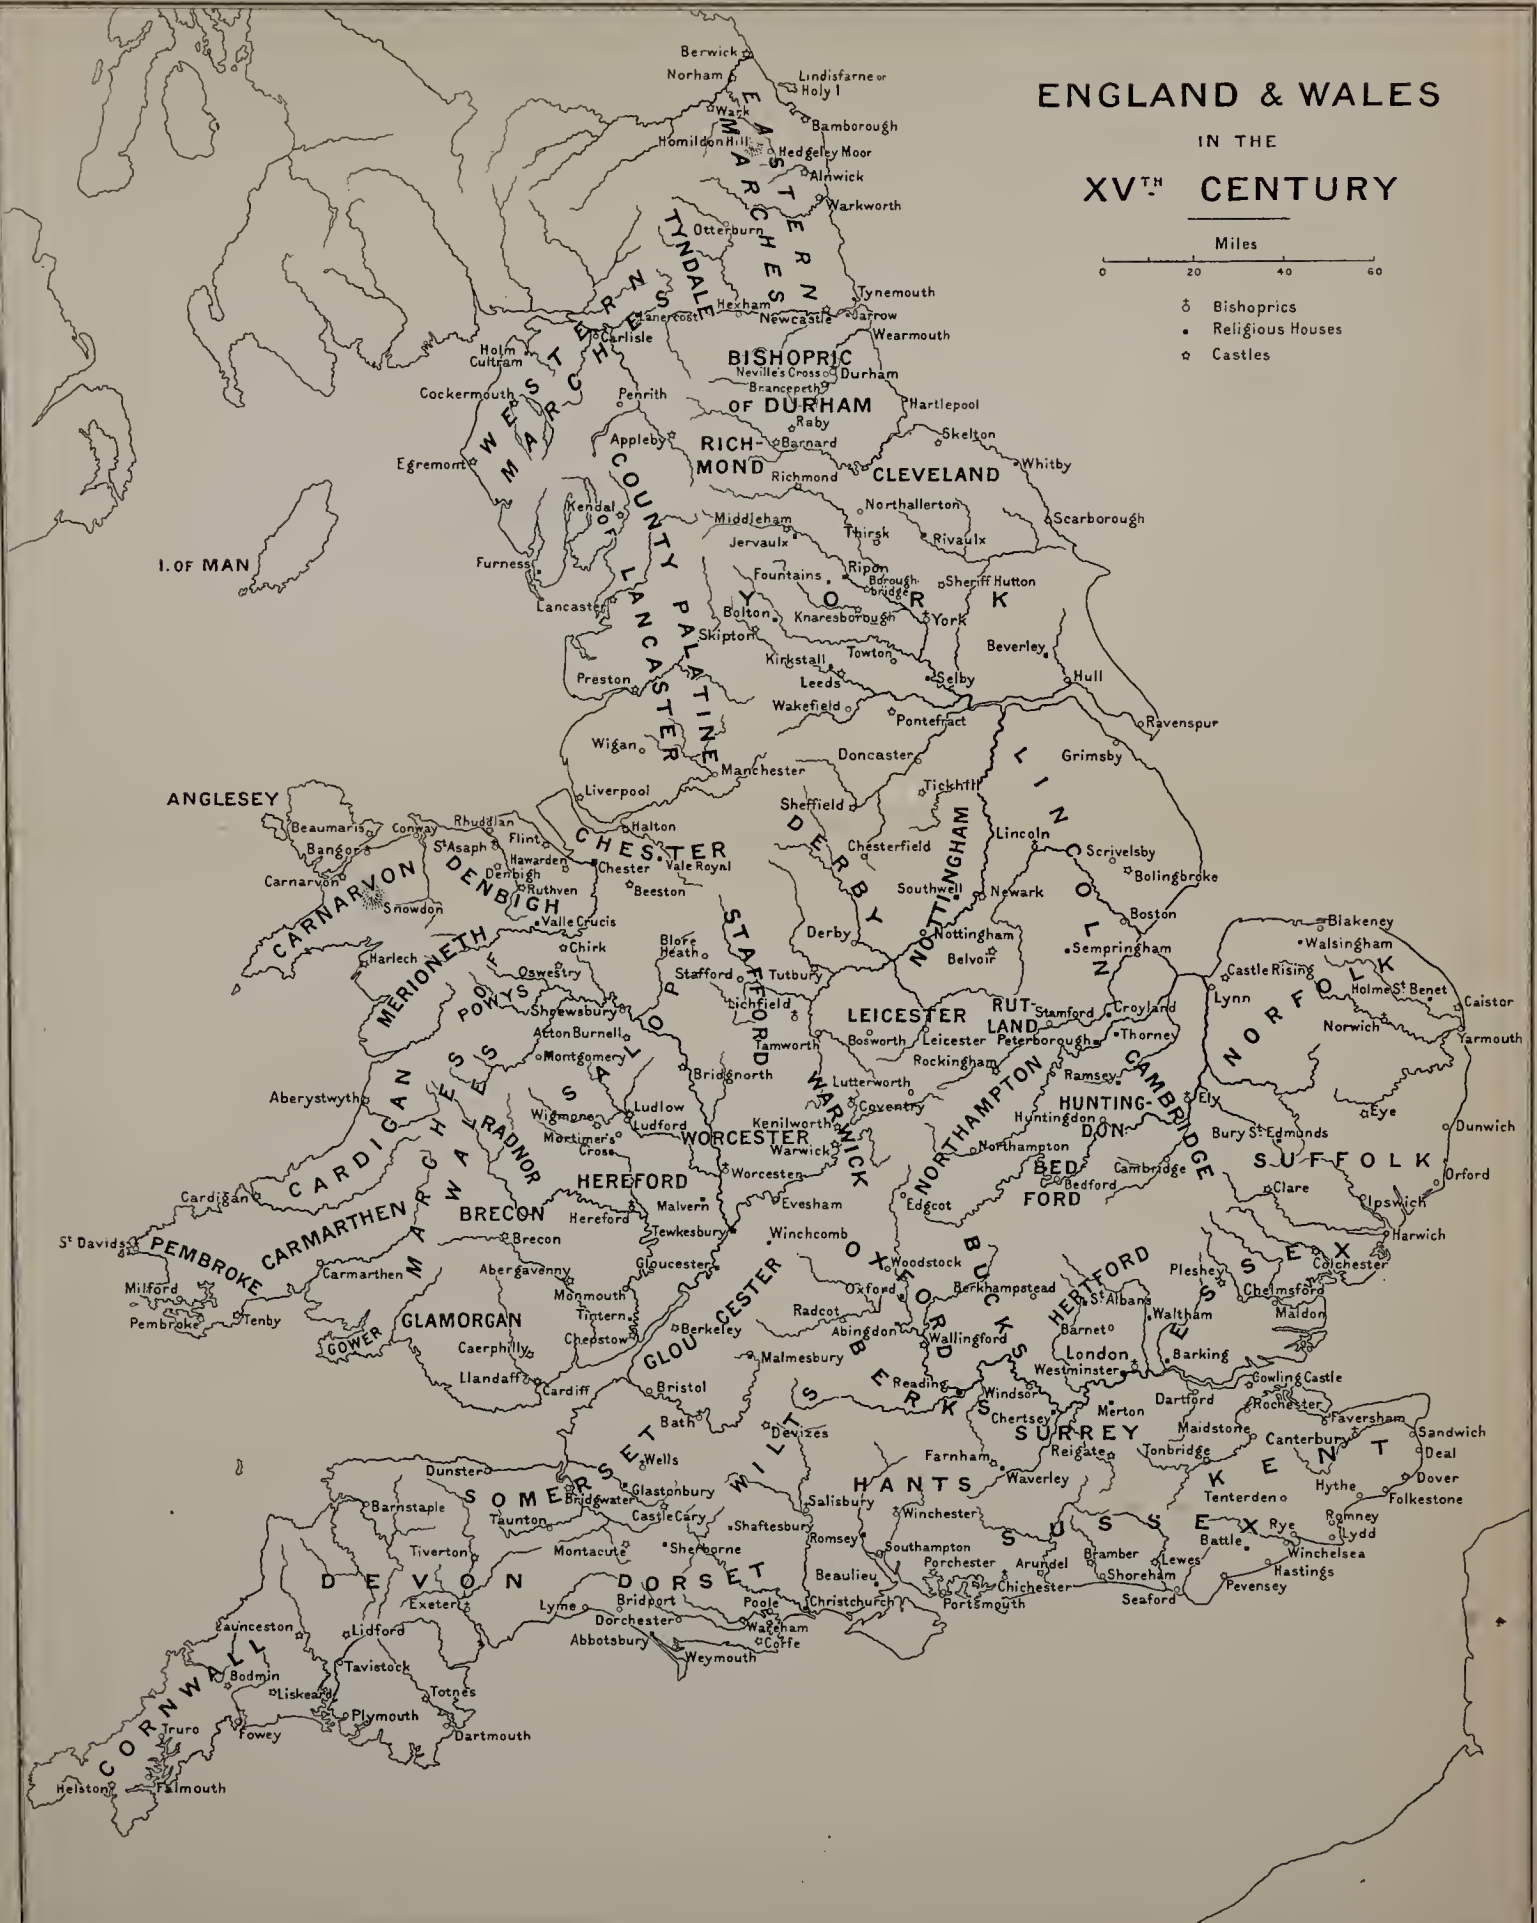 ENGLAND & WALES
IN THE
XVTH. CENTURY
Miles
0 20 40 60
Bishoprics
Religious Houses
Castles
Berwick
Norham
Lindisfarne or
Holy I
Wark
Bamborough
Homildon Hill
Hedgeley Moor
Alnwick
Warkworth
EASTERN
MARCHES
TYNDALE
Otterburn
Tynemouth
Hexham
Newcastle
Jarrow
Lanercost
Carlisle
Wearmouth
WESTERN
MARCHES
Holm
Cultram
BISHOPRIC
Neville's Cross
Durham
Brancepeth
OF DURHAM
Hartlepool
Cockermouth
Penrith
Raby
Appleby
RICH-
MOND
Barnard
Skelton
Egremont
Richmond
CLEVELAND
Whitby
COUNTY PALATINE
OF LANCASTER
Kendal
Middleham
Northallerton
Scarborough
Jervaulx
Thirsk
Rivaulx
I. OF MAN
Furness
Fountains
Ripon
Borough-
bridge
Sheriff Hutton
YORK
Lancaster
Bolton
Knaresborough
York
Skipton
Kirkstall
Towton
Beverley
Preston
Leeds
Selby
Hull
Wakefield
Pontefract
Ravenspur
Wigan
Manchester
Doncaster
Grimsby
Liverpool
Sheffield
Tickhill
LINCOLN
ANGLESEY
Beaumaris
Conway
Rhuddlan
Halton
Bangor
St Asaph
Flint
CHESTER
DERBY
NOTTINGHAM
Lincoln
Hawarden
Denbigh
Chester
Vale Royal
Chesterfield
Scrivelsby
Carnarvon
CARNARVON
DENBIGH
Ruthven
Beeston
Southwell
Newark
Bolingbroke
Snowdon
Valle Crucis
Boston
Blakeney
Harlech
MERIONETH
Chirk
Blore
Heath
STAFFORD
Derby
Nottingham
Sempringham
Walsingham
Belvoir
Oswestry
Stafford
Tutbury
Castle Rising
NORFOLK
OF
POWYS
Shrewsbury
Lichfield
LEICESTER
RUT-
LAND
Stamford
Croyland
Lynn
Holme St Benet
Caistor
Acton Burnell
Tamworth
Bosworth
Leicester
Peterborough
Thorney
Norwich
Yarmouth
Montgomery
SALOP
Bridgnorth
Rockingham
CAMBRIDGE
Aberystwyth
CARDIGAN
Lutterworth
Ramsey
Ely
Eye
MARCHES
OF
WALES
Wigmore
Ludlow
Ludford
WARWICK
Coventry
HUNTING-
DON
Huntingdon
Dunwich
RADNOR
Mortimer's
Cross
WORCESTER
Kenilworth
Warwick
NORTHAMPTON
Northampton
Bury St Edmunds
HEREFORD
Worcester
BED-
FORD
Bedford
Cambridge
SUFFOLK
Orford
Cardigan
BRECON
Hereford
Malvern
Evesham
Edgcot
Clare
Ipswich
St Davids
PEMBROKE
CARMARTHEN
Brecon
Tewkesbury
Winchcomb
Harwich
Milford
Carmarthen
Abergavenny
Gloucester
OXFORD
Woodstock
BUCKS
HERTFORD
Pleshey
ESSEX
Colchester
Pembroke
Tenby
Monmouth
Tintern
Oxford
Berkhampstead
St Albans
Chelmsford
GLAMORGAN
GOWER
Chepstow
Berkeley
GLOUCESTER
Radcot
Abingdon
Wallingford
Barnet
Waltham
Maldon
Caerphilly
Malmesbury
London
Barking
Llandaff
Cardiff
Bristol
BERKS
Reading
Windsor
Westminster
Cowling Castle
Bath
Chertsey
Merton
Dartford
Rochester
Faversham
Devizes
WILTS
SURREY
Maidstone
Canterbury
Sandwich
Deal
Wells
Farnham
Reigate
Tonbridge
KENT
Dunster
SOMERSET
Glastonbury
HANTS
Waverley
Dover
Barnstaple
Bridgwater
Castle Cary
Salisbury
Tenterden
Hythe
Folkestone
Taunton
Shaftesbury
Winchester
SUSSEX
Rye
Romney
Lydd
Romsey
Battle
Tiverton
Montacute
Sherborne
Southampton
Porchester
Arundel
Bramber
Lewes
Winchelsea
Hastings
DEVON
DORSET
Beaulieu
Chichester
Shoreham
Pevensey
Exeter
Lyme
Bridport
Poole
Christchurch
Portsmouth
Seaford
Launceston
Lidford
Dorchester
Wareham
Abbotsbury
Corfe
Weymouth
CORNWALL
Tavistock
Bodmin
Liskeard
Totnes
Plymouth
Truro
Fowey
Dartmouth
Helston
Falmouth